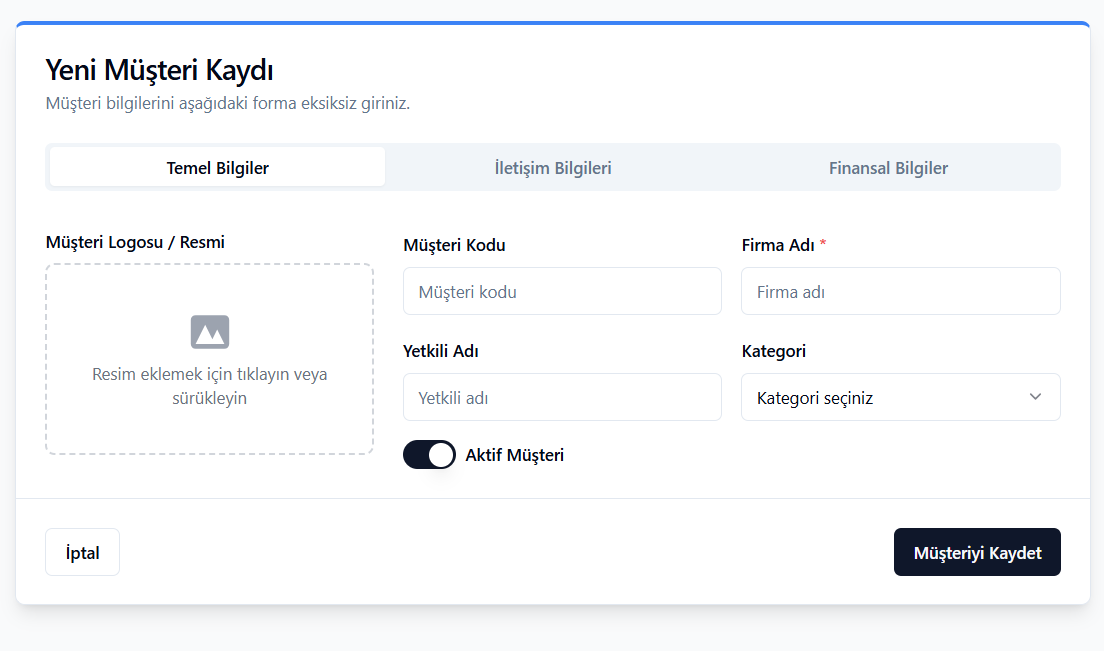 Yeni Müşteri Kaydı
Müşteri bilgilerini aşağıdaki forma eksiksiz giriniz.
Temel Bilgiler
İletişim Bilgileri
Finansal Bilgiler
Müşteri Logosu / Resmi
Resim eklemek için tıklayın veya
sürükleyin
Müşteri Kodu
Müşteri kodu
Firma Adı *
Firma adı
Yetkili Adı
Yetkili adı
Kategori
Kategori seçiniz
Aktif Müşteri
İptal
Müşteriyi Kaydet